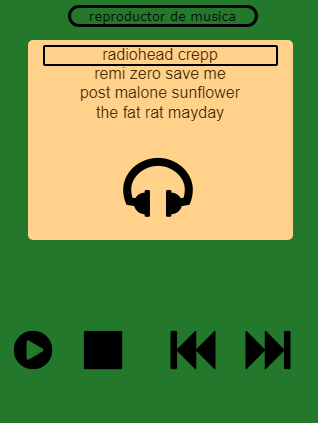 reproductor de musica
radiohead crepp
remi zero save me
post malone sunflower
the fat rat mayday